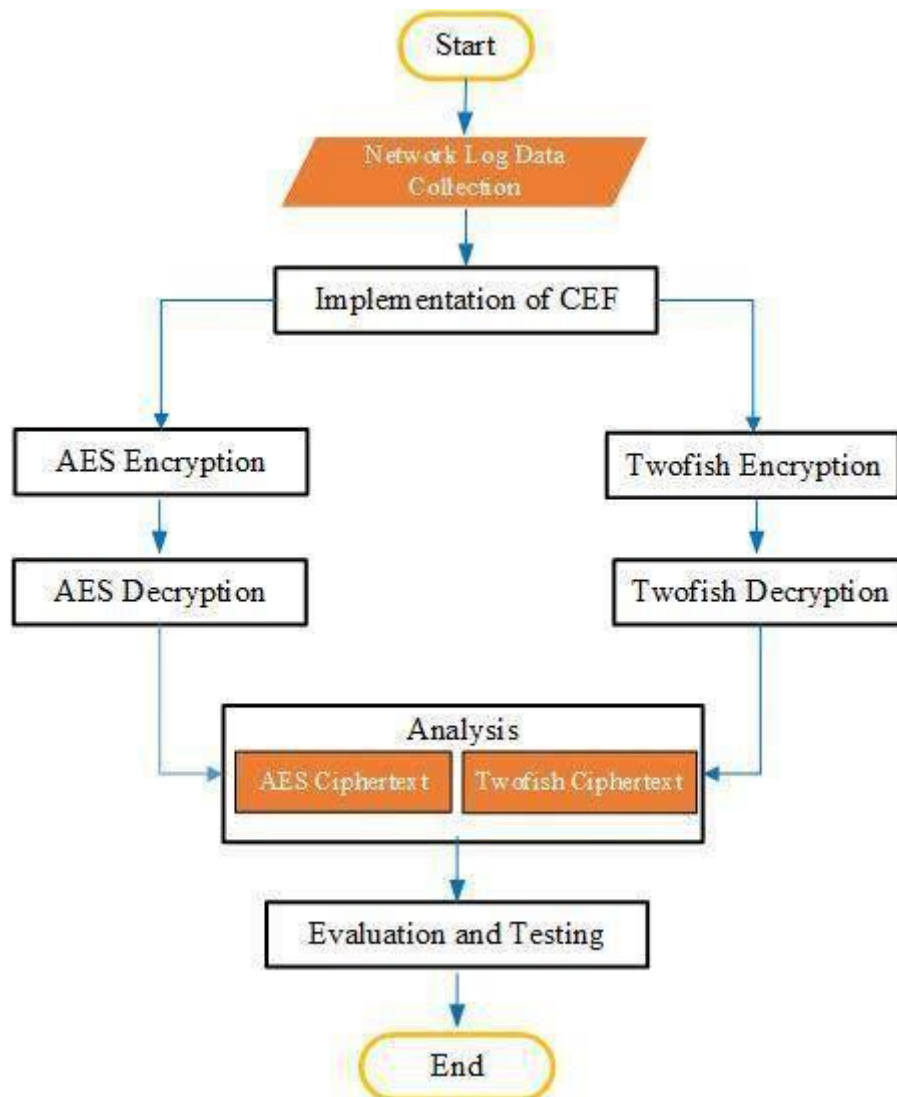 Start
Network Log Data
Collection
Implementation of CEF
AES Encryption
Twofish Encryption
AES Decryption
Twofish Decryption
Analysis
AES Ciphertext
Twofish Ciphertext
Evaluation and Testing
End